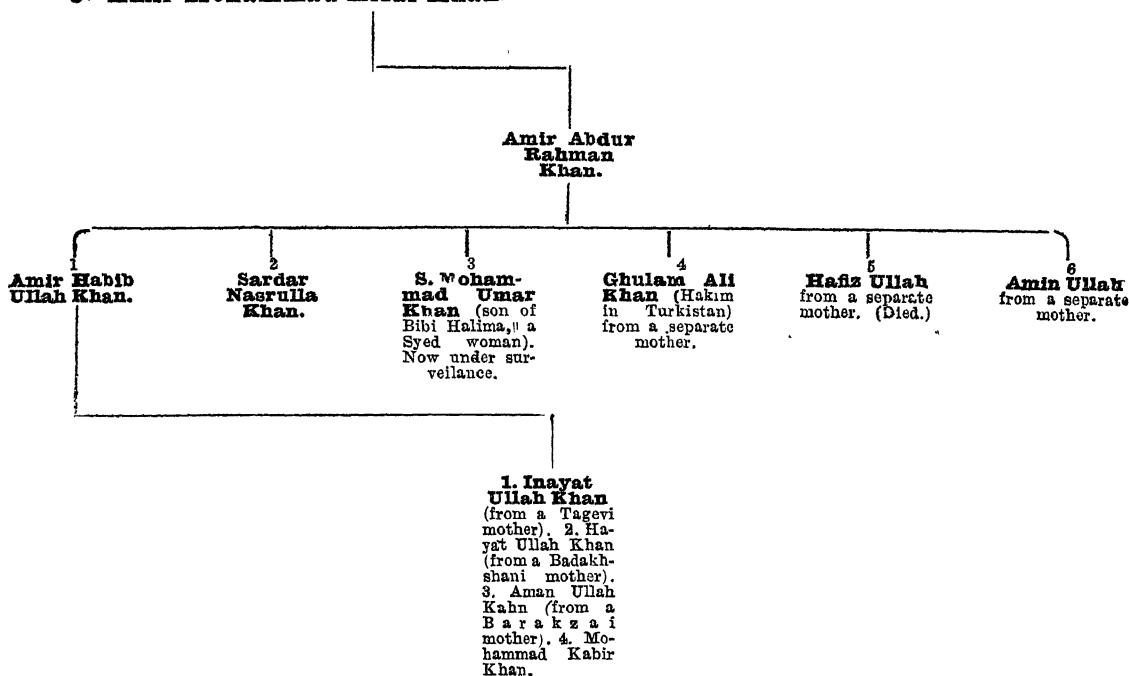 Amir Abdur
Rahman
Khan.
1
Amir Habib
Ullah Khan.
2
Sardar
Nasrulla
Khan.
3
S. Moham-
mad Umar
Khan (son of
Bibi Halima,|| a
Syed woman).
Now under sur-
veilance.
4
Ghulam Ali
Khan (Hakim
in Turkistan)
from a separate
mother.
5
Hafiz Ullah
from a separate
mother. (Died.)
6
Amin Ullah
from a separate
mother.
1. Inayat
Ullah Khan
(from a Tagevi
mother). 2. Ha-
yat Ullah Khan
(from a Badakh-
shani mother).
3. Aman Ullah
Kahn (from a
Barakzai
mother). 4. Mo-
hammad Kabir
Khan.